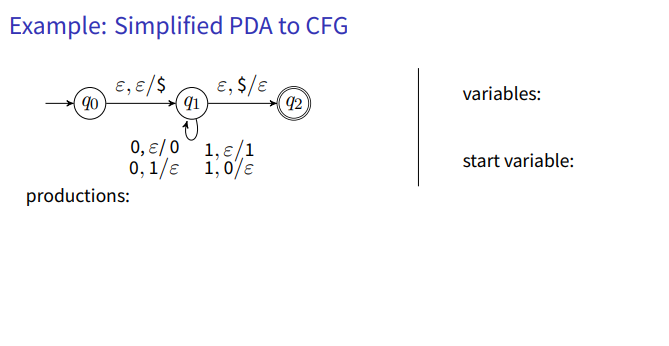 Example: Simplified PDA to CFG
ε, ε/$ ε, $/ε
q0 q1 q2
variables:
0, ε/0 1, ε/1
0, 1/ε 1, 0/ε
start variable:
productions: